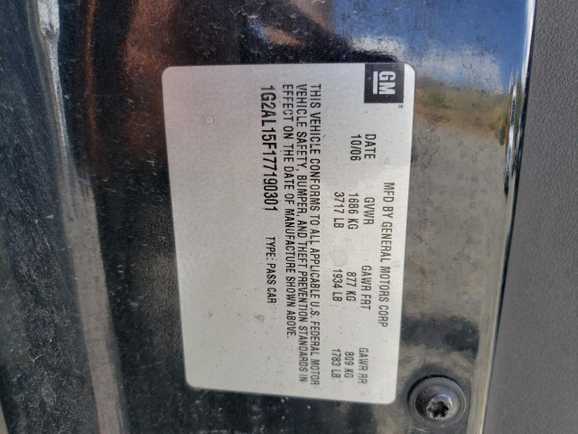 GM
MFD BY GENERAL MOTORS CORP
DATE GVWR GAWR FRT GAWR RR
10/06 1686 KG 877 KG 809 KG
3717 LB 1934 LB 1783 LB
THIS VEHICLE CONFORMS TO ALL APPLICABLE U.S. FEDERAL MOTOR
VEHICLE SAFETY, BUMPER, AND THEFT PREVENTION STANDARDS IN
EFFECT ON THE DATE OF MANUFACTURE SHOWN ABOVE.
1G2AL15F177190301 TYPE: PASS CAR